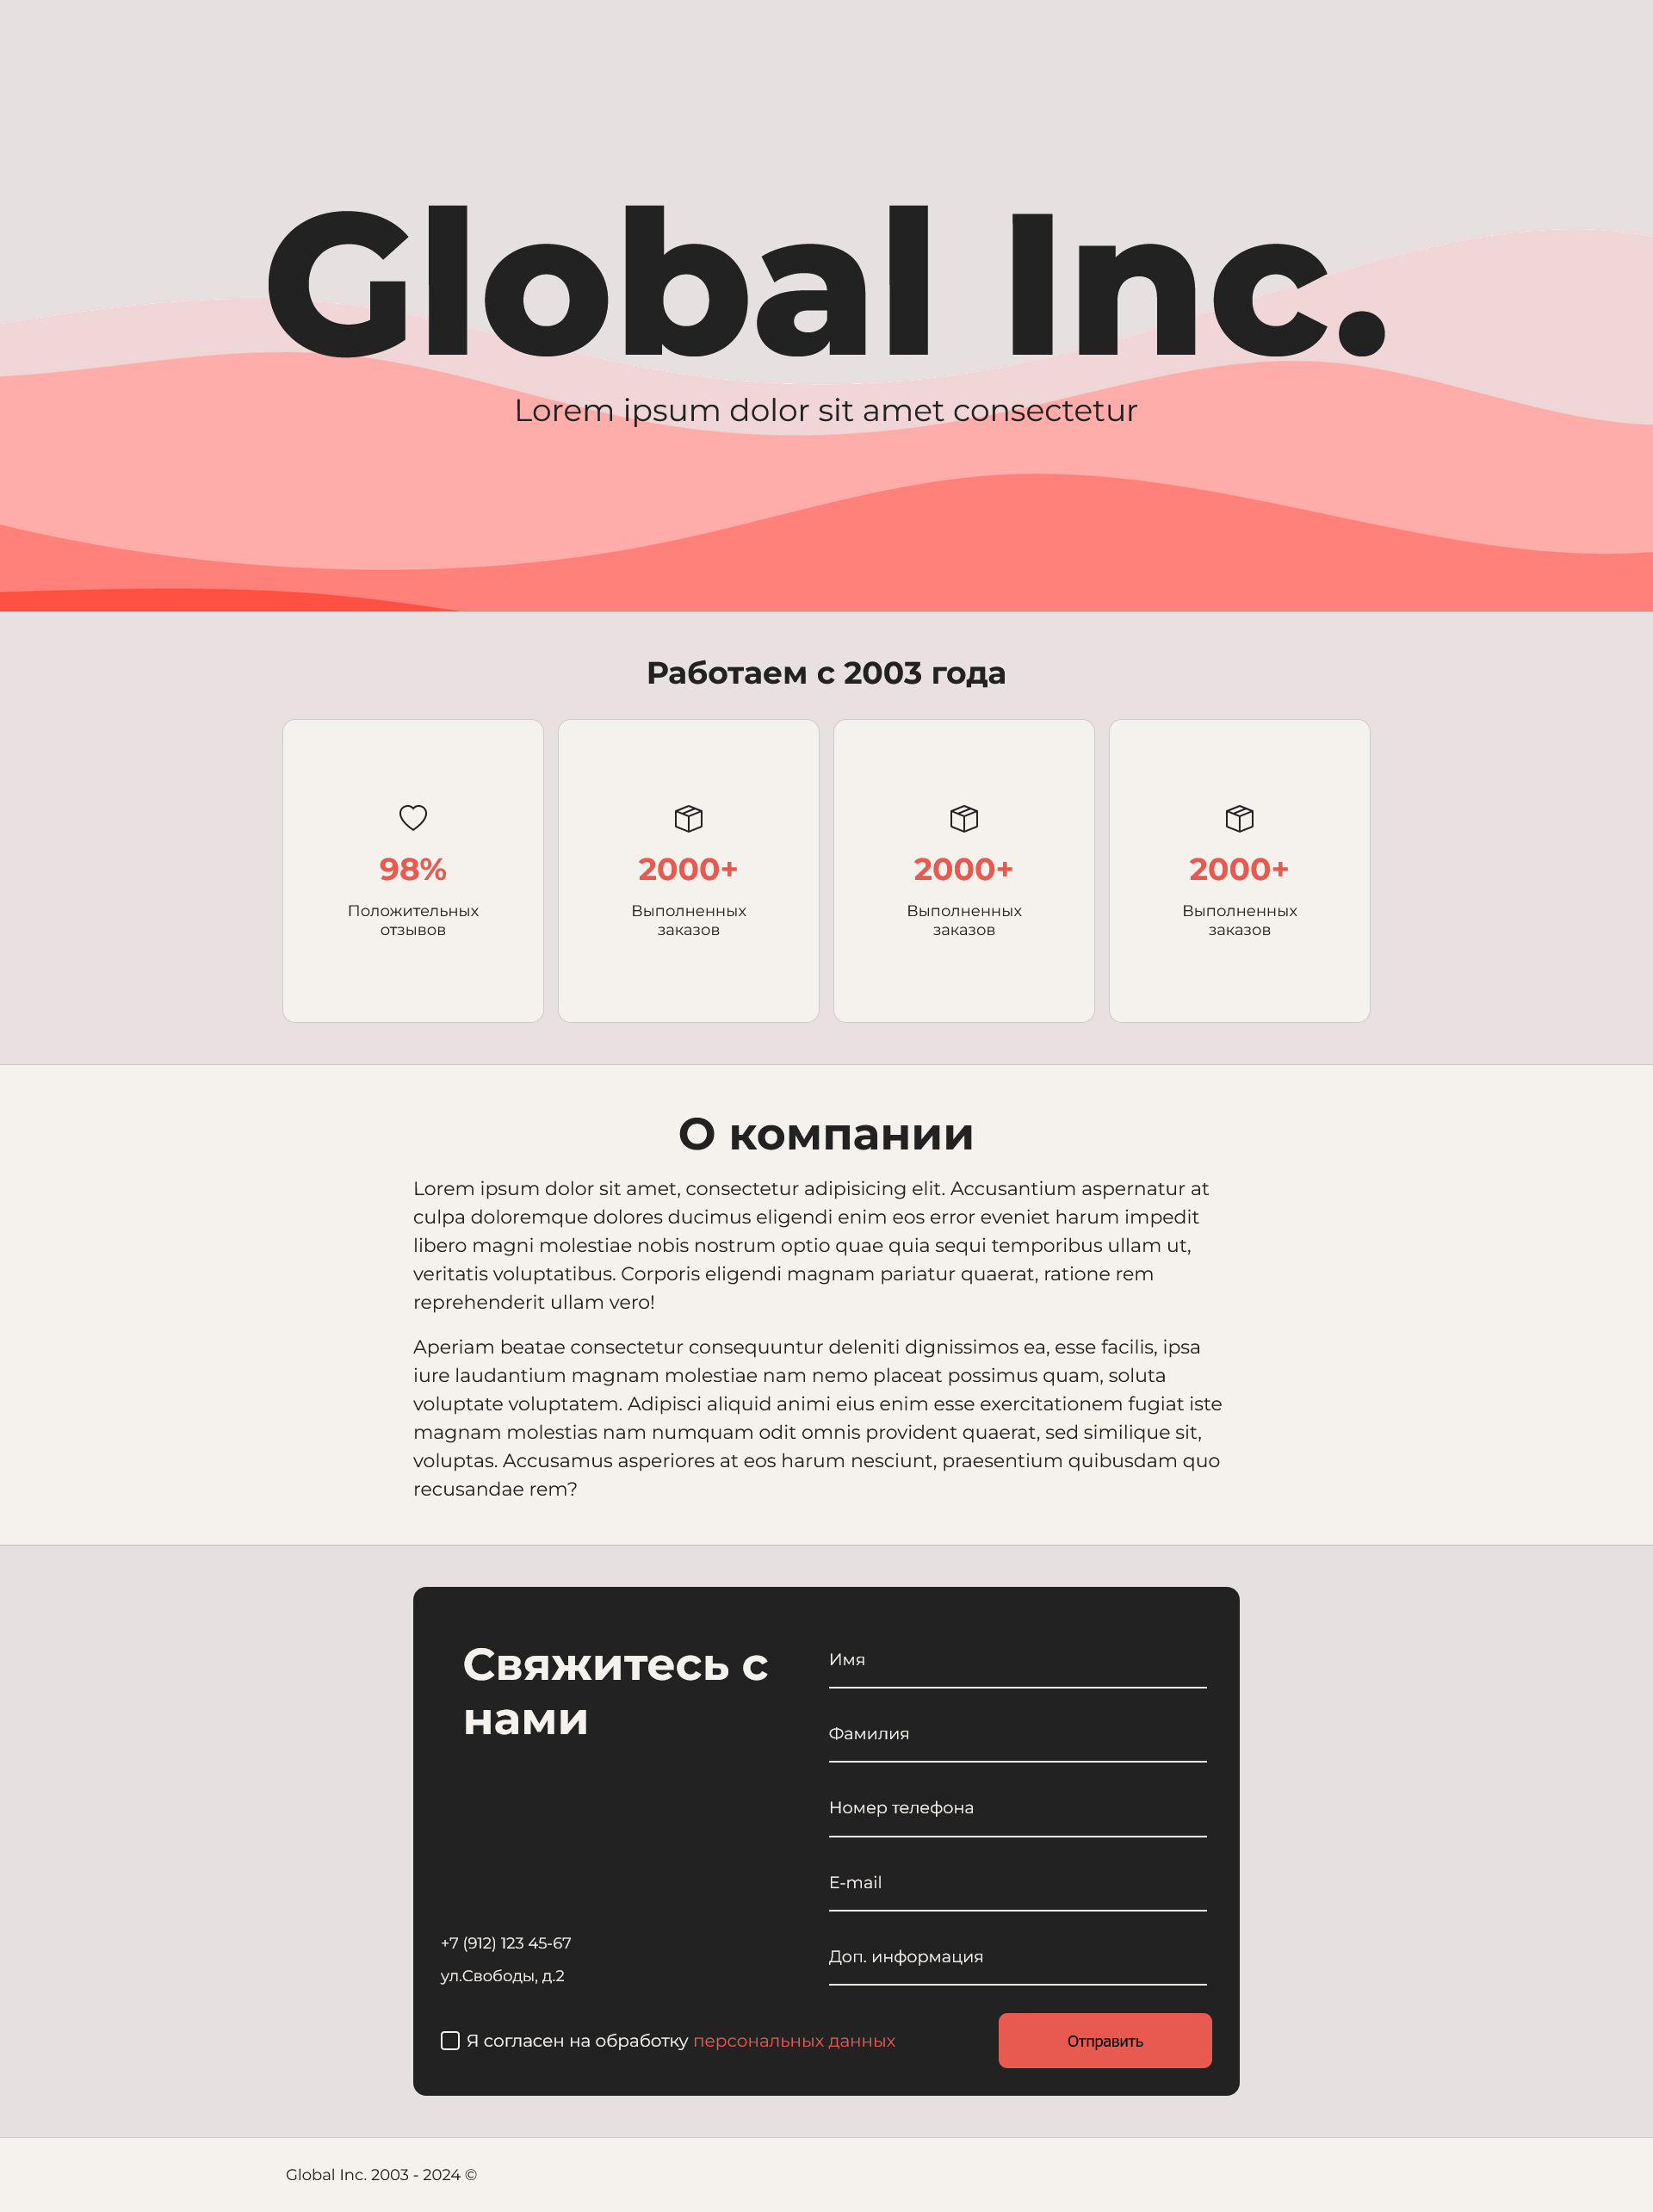 Global Inc.
Lorem ipsum dolor sit amet consectetur
Работаем с 2003 года
98%
Положительных
отзывов
2000+
Выполненных
заказов
2000+
Выполненных
заказов
2000+
Выполненных
заказов
О компании
Lorem ipsum dolor sit amet, consectetur adipisicing elit. Accusantium aspernatur at
culpa doloremque dolores ducimus eligendi enim eos error eveniet harum impedit
libero magni molestiae nobis nostrum optio quae quia sequi temporibus ullam ut,
veritatis voluptatibus. Corporis eligendi magnam pariatur quaerat, ratione rem
reprehenderit ullam vero!
Aperiam beatae consectetur consequuntur deleniti dignissimos ea, esse facilis, ipsa
iure laudantium magnam molestiae nam nemo placeat possimus quam, soluta
voluptate voluptatem. Adipisci aliquid animi eius enim esse exercitationem fugiat iste
magnam molestias nam numquam odit omnis provident quaerat, sed similique sit,
voluptas. Accusamus asperiores at eos harum nesciunt, praesentium quibusdam quo
recusandae rem?
Свяжитесь с
нами
Имя
Фамилия
Номер телефона
E-mail
Доп. информация
+7 (912) 123 45-67
ул.Свободы, д.2
Я согласен на обработку персональных данных
Отправить
Global Inc. 2003 - 2024 ©